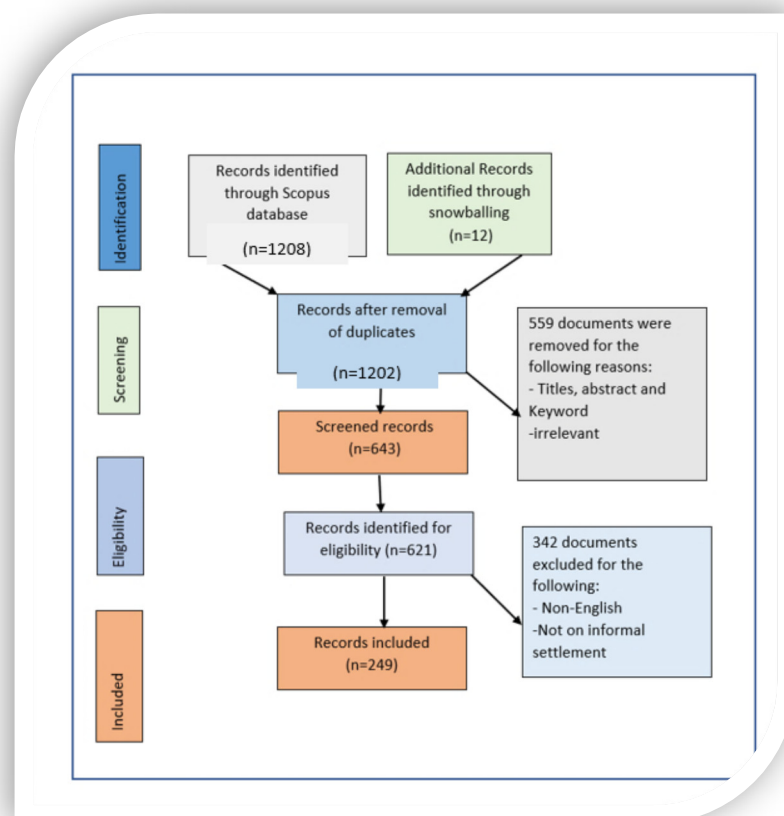 Identification
Records identified
through Scopus
database
(n=1208)
Additional Records
identified through
snowballing
(n=12)
Screening
Records after removal
of duplicates
(n=1202)
559 documents were
removed for the
following reasons:
- Titles, abstract and
Keyword
-irrelevant
Screened records
(n=643)
Eligibility
Records identified for
eligibility (n=621)
342 documents
excluded for the
following:
- Non-English
-Not on informal
settlement
Included
Records included
(n=249)